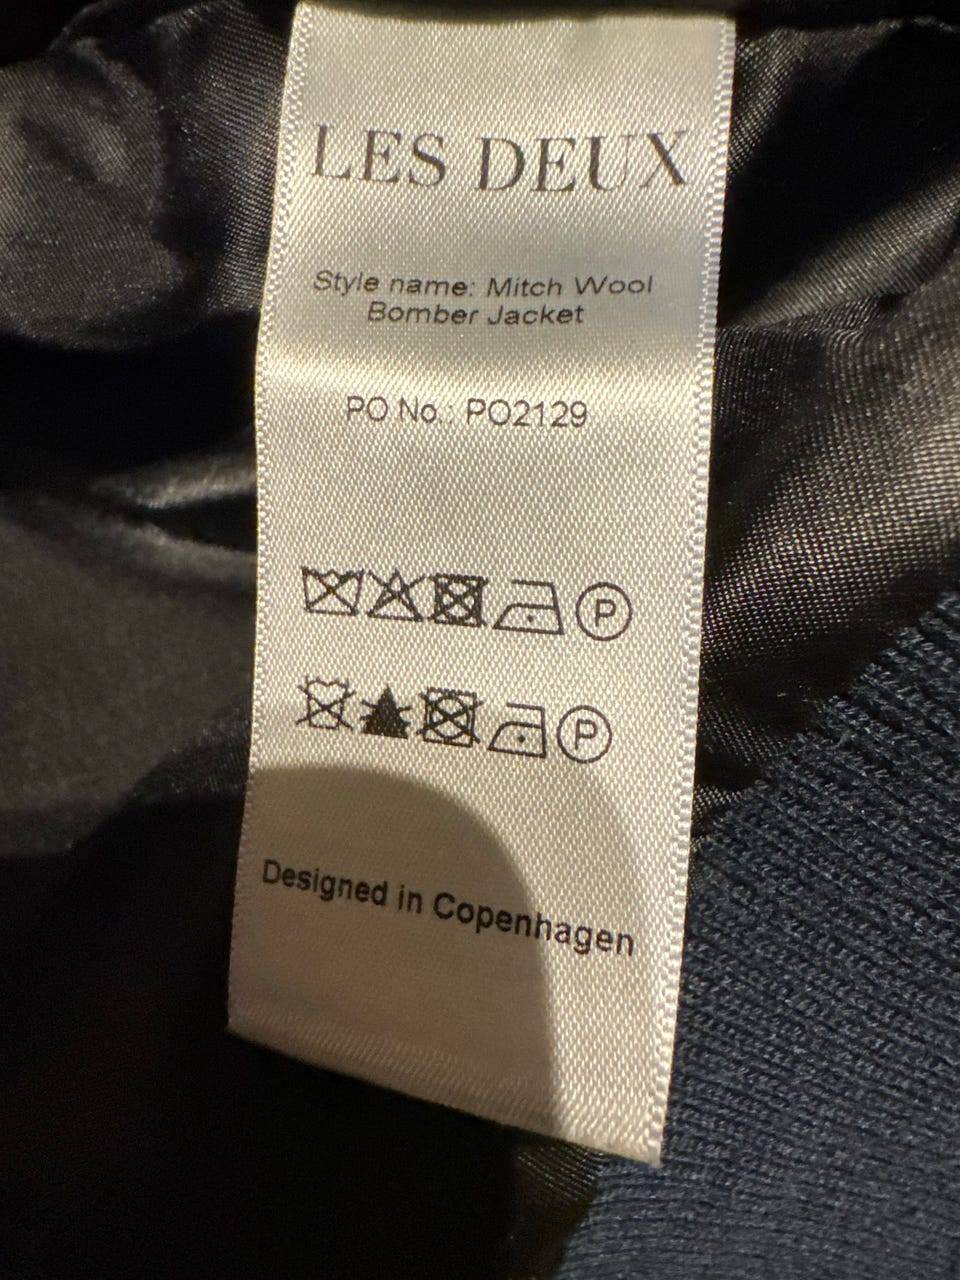 LES DEUX
Style name: Mitch Wool
Bomber Jacket
PO No.: PO2129
P
P
Designed in Copenhagen